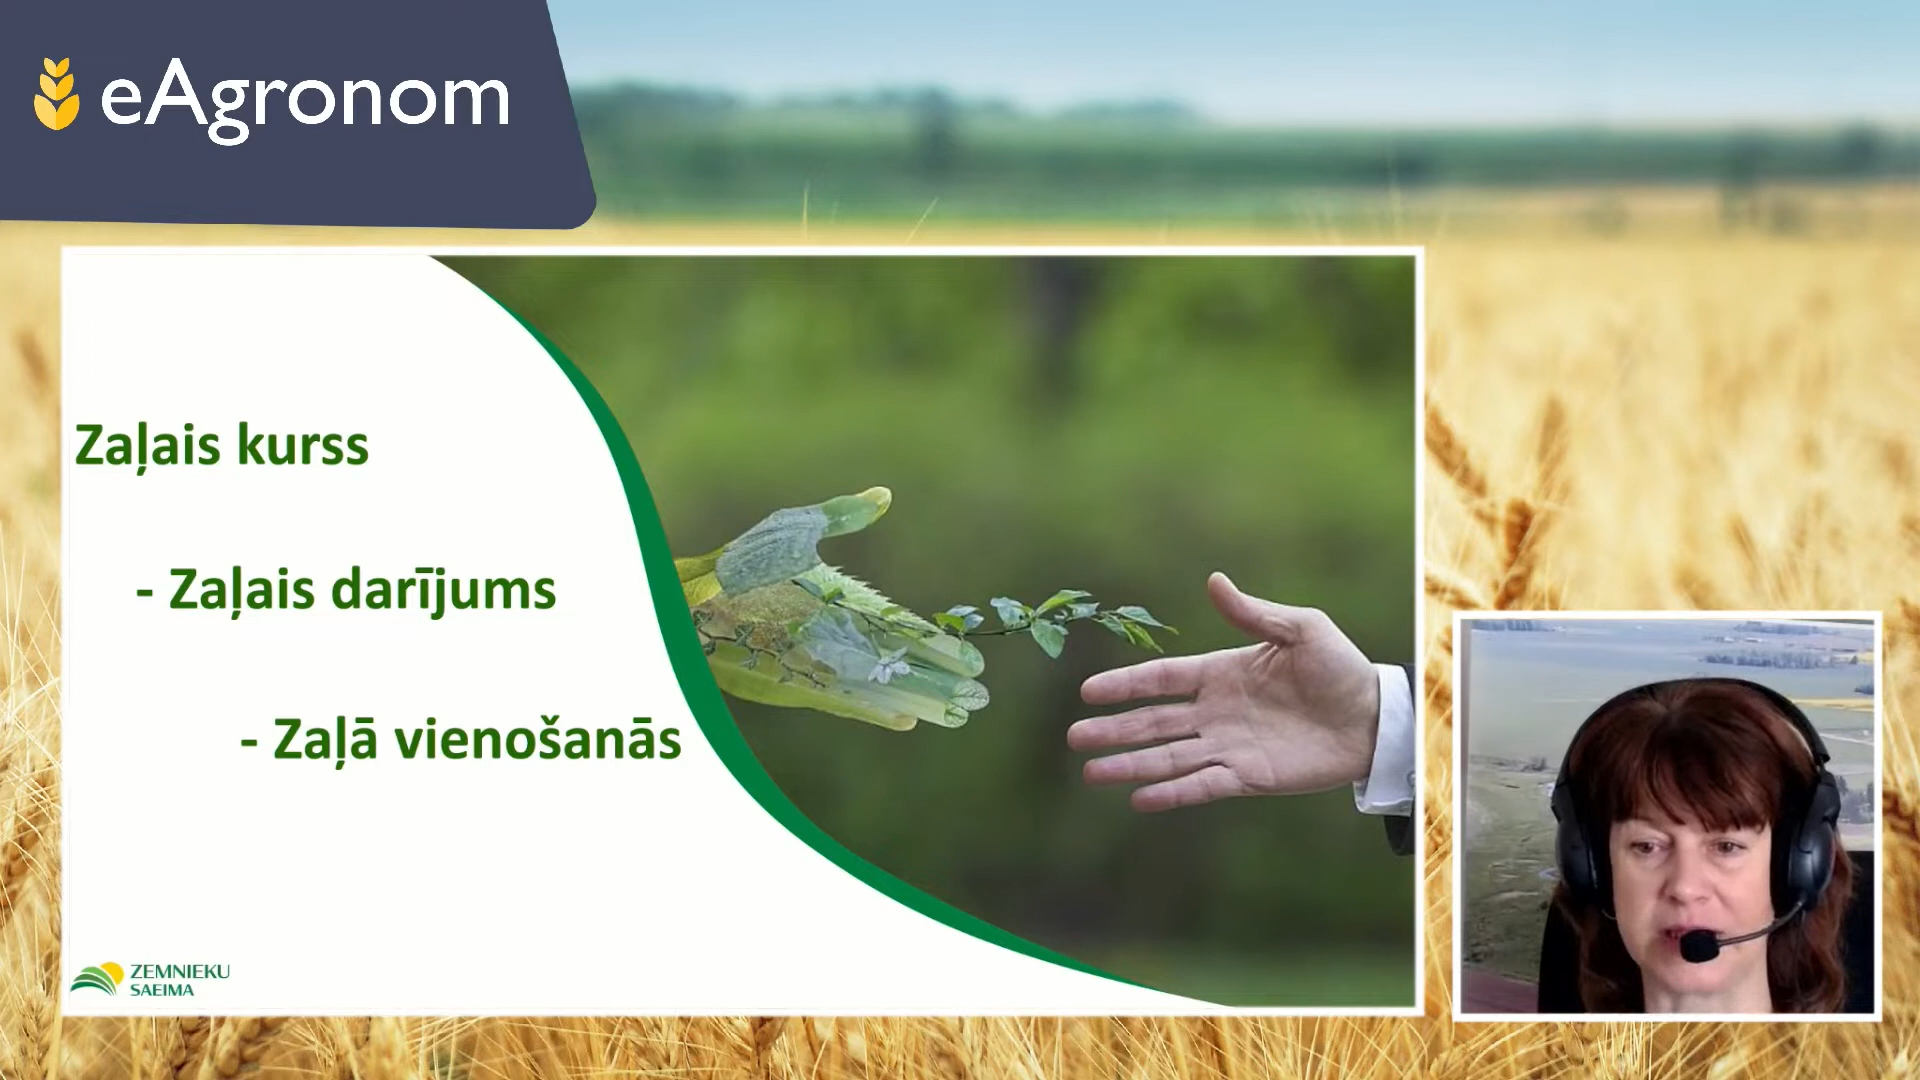 eAgronom
Zaļais kurss
- Zaļais darījums
- Zaļā vienošanās
ZEMNIEKU
SAEIMA